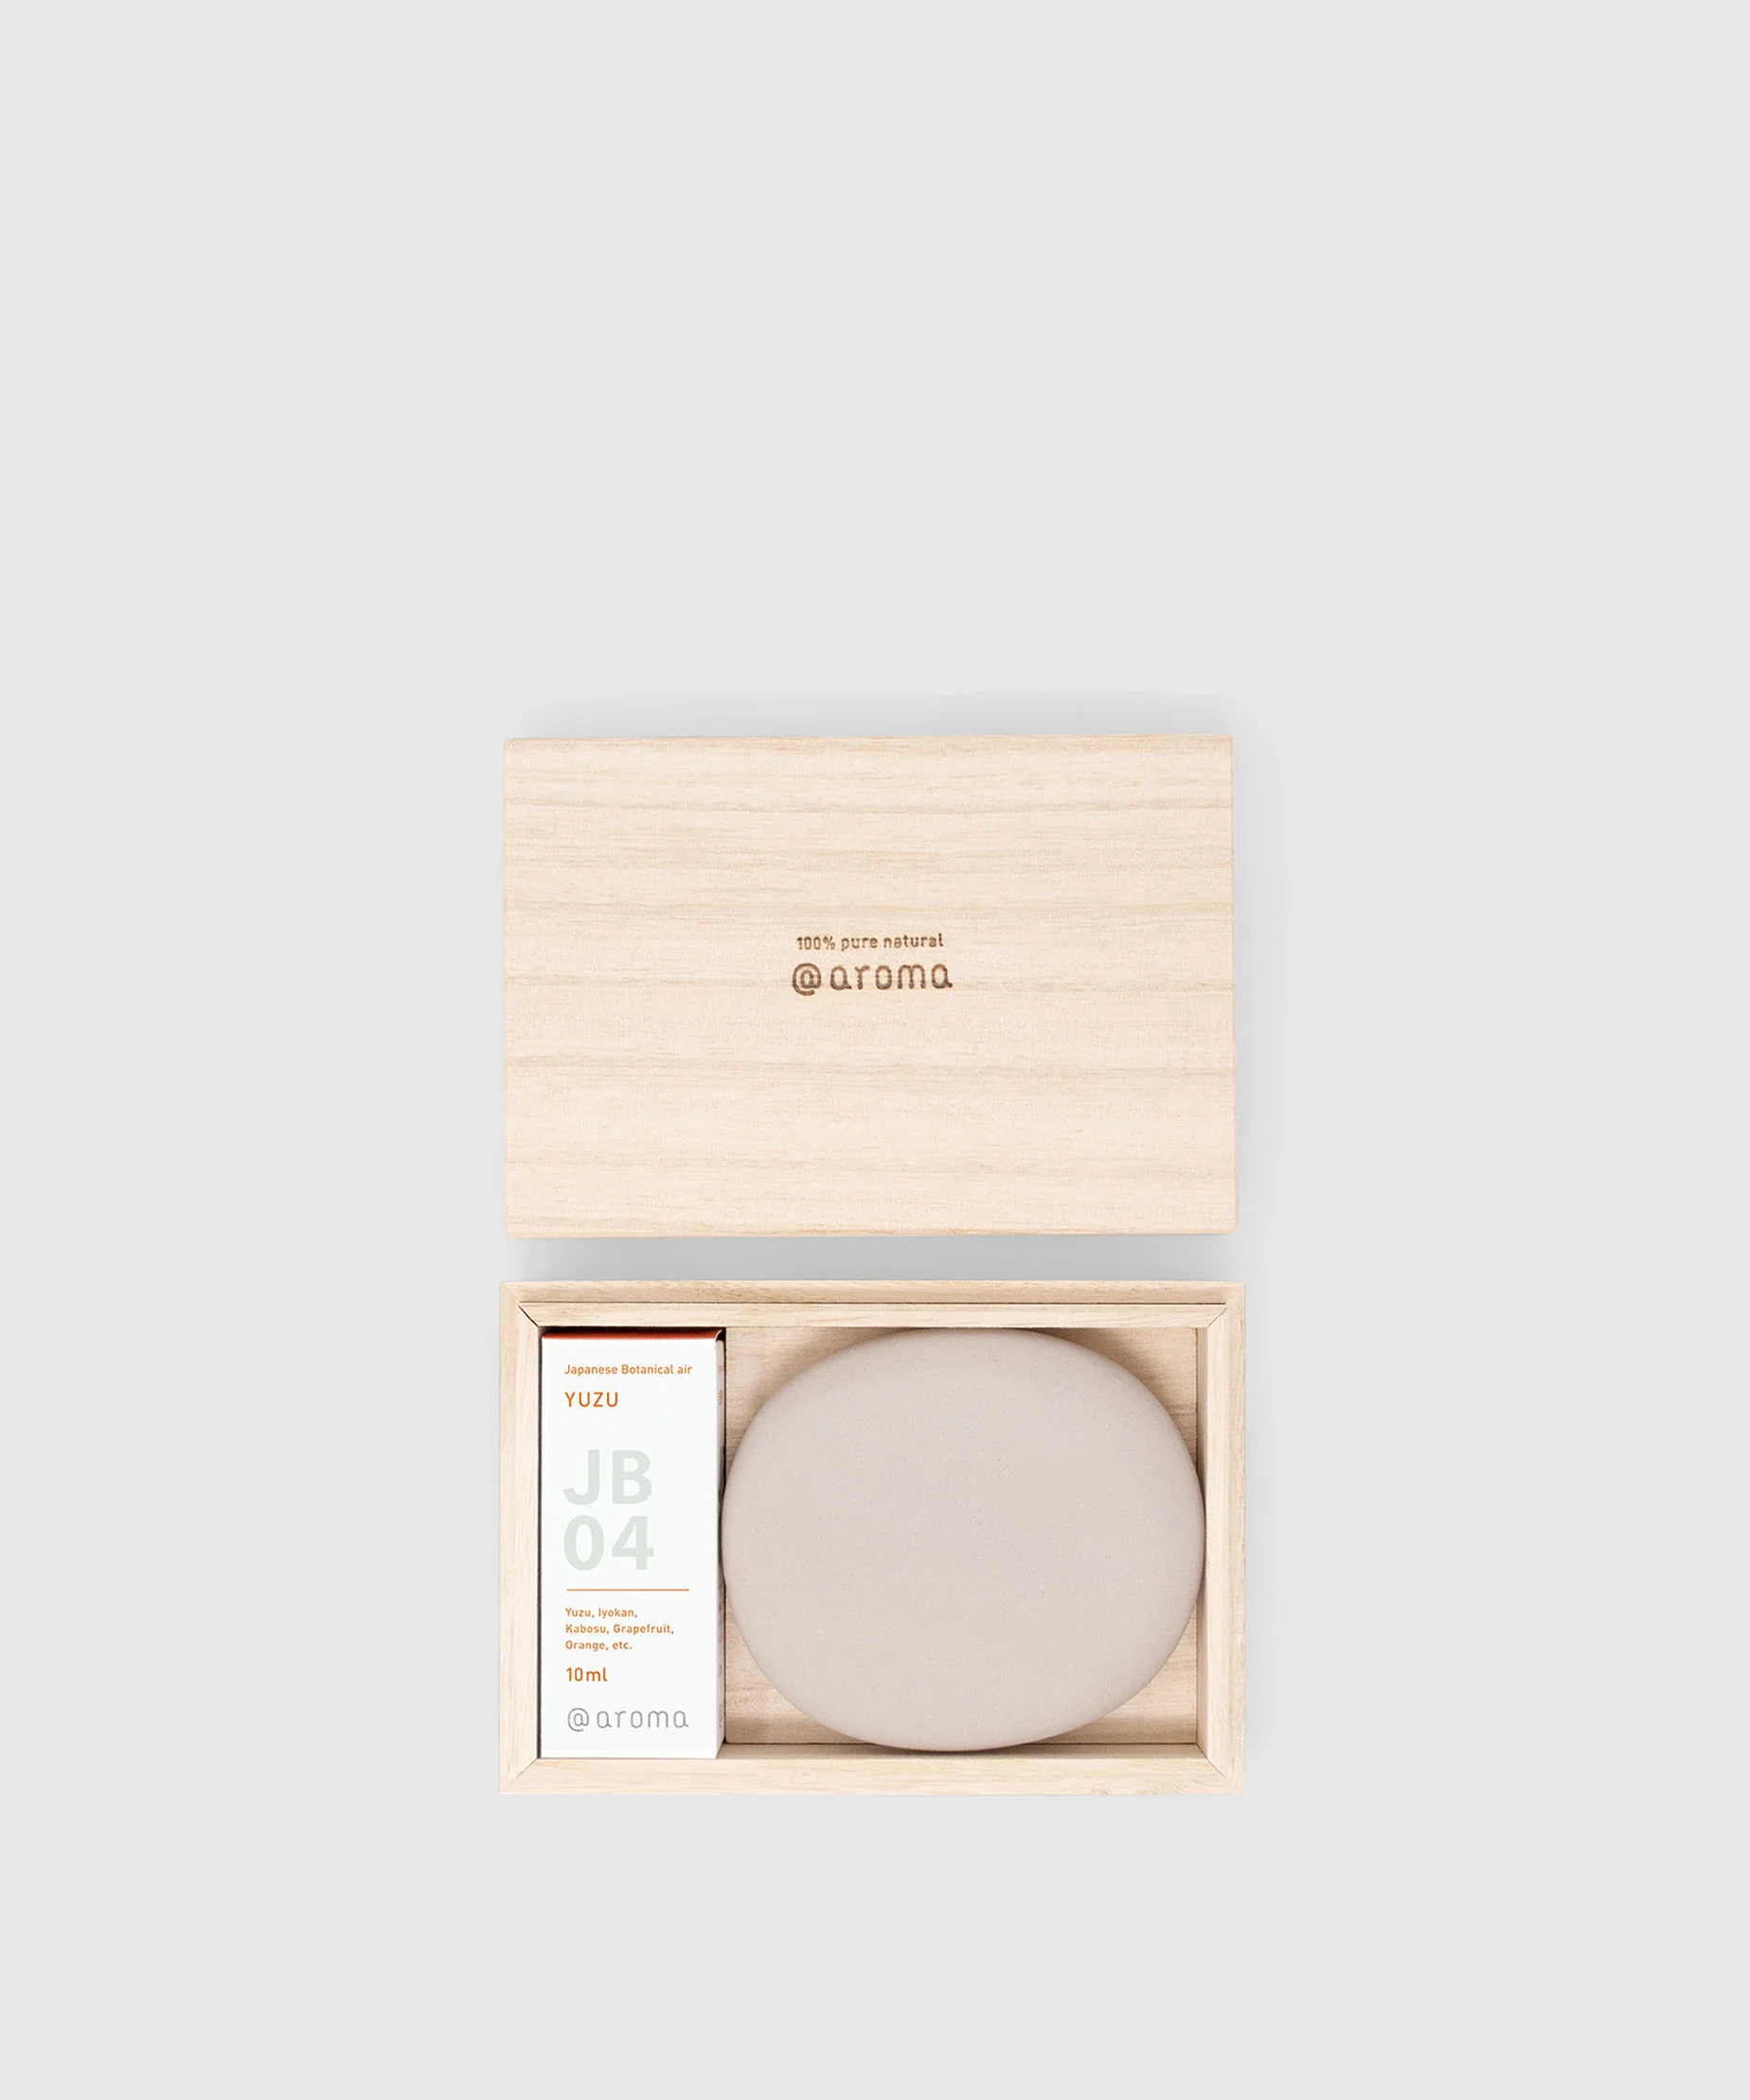 100% pure natural
@aroma
Japanese Botanical air
YUZU
JB
04
Yuzu, Iyokan,
Kabosu, Grapefruit,
Orange, etc.
10ml
@aroma